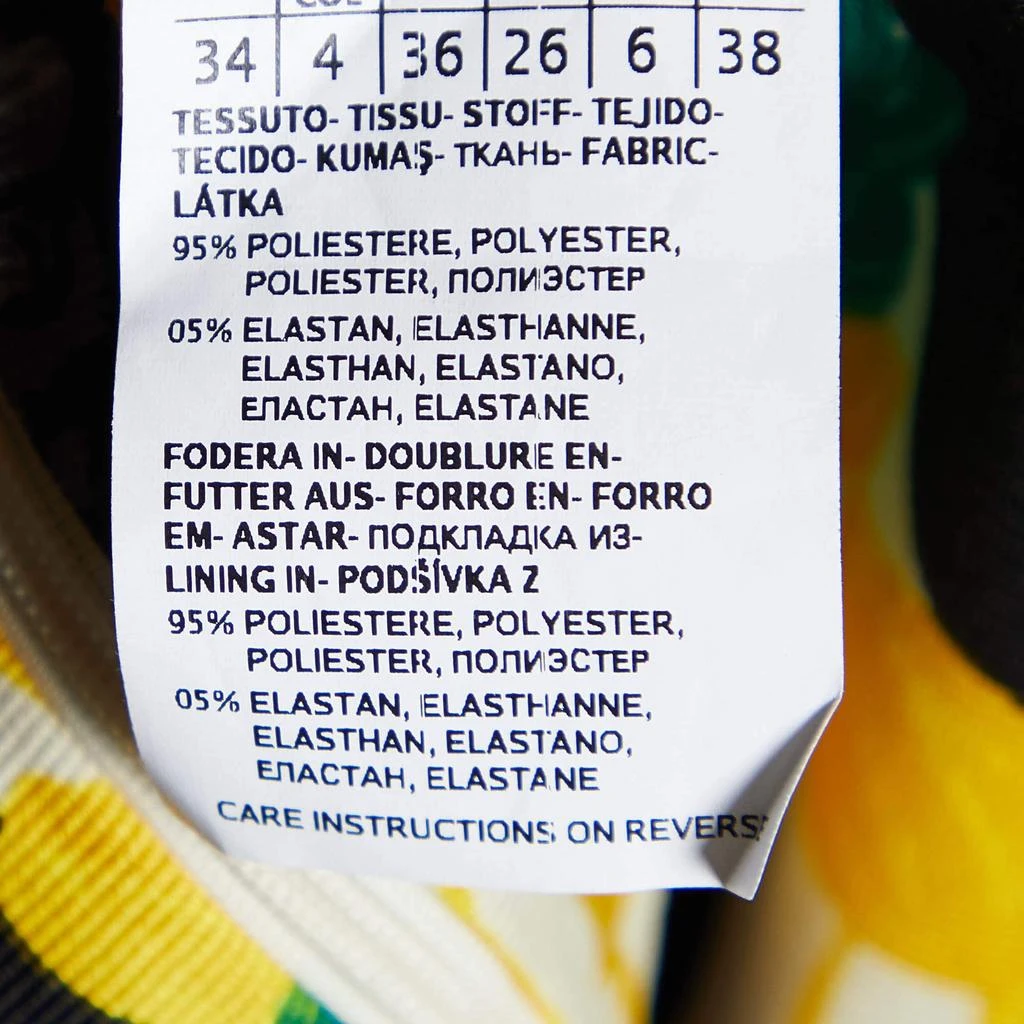 34 4 36 26 6 38
TESSUTO- TISSU- STOFF- TEJIDO-
TECIDO- KUMAŞ- ТКАНЬ- FABRIC-
LÁTKA
95% POLIESTERE, POLYESTER,
POLIESTER, ПОЛИЭСТЕР
05% ELASTAN, ELASTHANNE,
ELASTHAN, ELASTANO,
ЕЛАСТАН, ELASTANE
FODERA IN- DOUBLURE EN-
FUTTER AUS- FORRO EN- FORRO
EM- ASTAR- ПОДКЛАДКА ИЗ-
LINING IN- PODŠÍVKA Z
95% POLIESTERE, POLYESTER,
POLIESTER, ПОЛИЭСТЕР
05% ELASTAN, ELASTHANNE,
ELASTHAN, ELASTANO,
ЕЛАСТАН, ELASTANE
CARE INSTRUCTIONS ON REVERSE